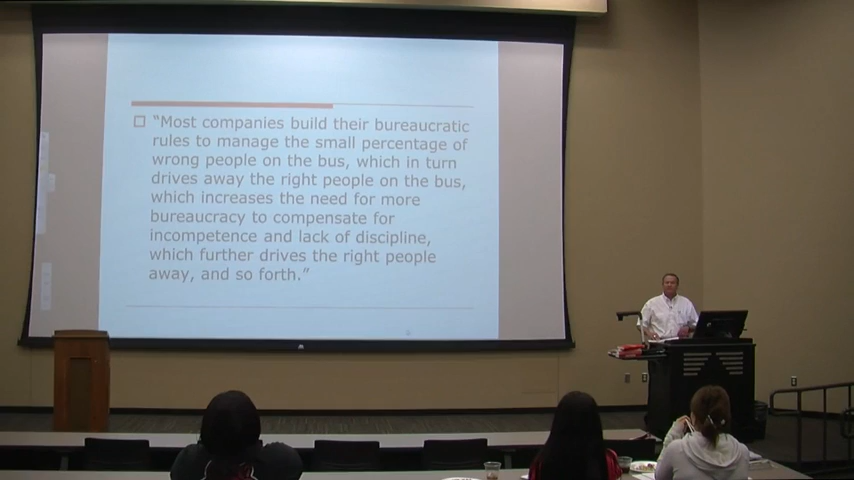 “Most companies build their bureaucratic
rules to manage the small percentage of
wrong people on the bus, which in turn
drives away the right people on the bus,
which increases the need for more
bureaucracy to compensate for
incompetence and lack of discipline,
which further drives the right people
away, and so forth.”